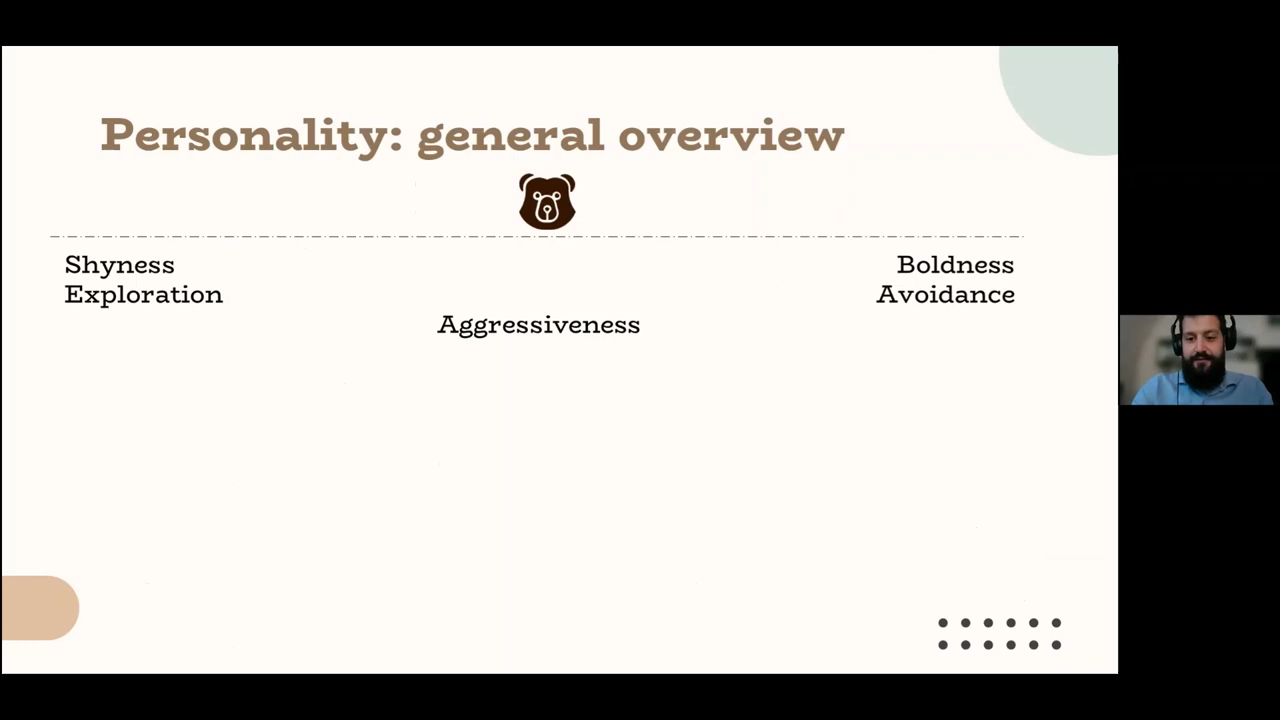 Personality: general overview
Shyness
Boldness
Exploration
Avoidance
Aggressiveness